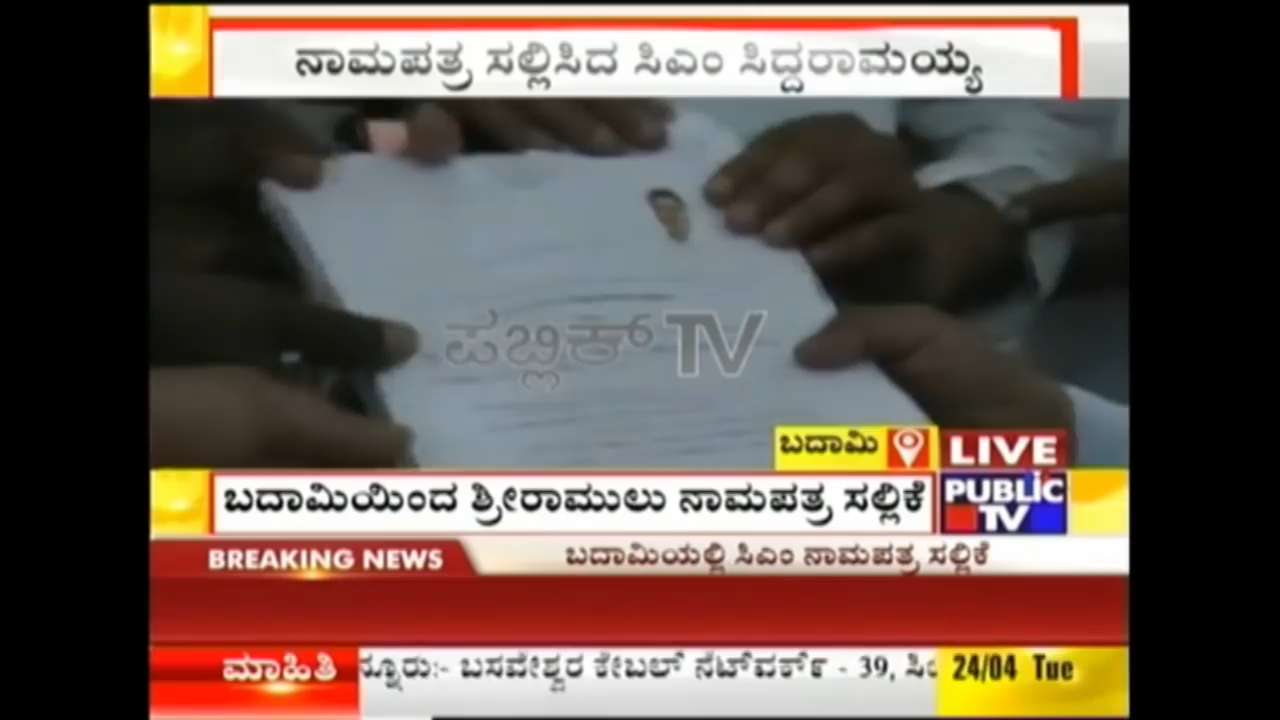 ನಾಮಪತ್ರ ಸಲ್ಲಿಸಿದ ಸಿಎಂ ಸಿದ್ದರಾಮಯ್ಯ
ಪಬ್ಲಿಕ್ TV
ಬದಾಮಿ
LIVE
ಬದಾಮಿಯಿಂದ ಶ್ರೀರಾಮುಲು ನಾಮಪತ್ರ ಸಲ್ಲಿಕೆ
PUBLIC TV
BREAKING NEWS ಬದಾಮಿಯಲ್ಲಿ ಸಿಎಂ ನಾಮಪತ್ರ ಸಲ್ಲಿಕೆ
ಮಾಹಿತಿ ನ್ನೂರು:- ಬಸವೇಶ್ವರ ಕೇಬಲ್ ನೆಟ್‌ವರ್ಕ್ - 39, 24/04 Tue